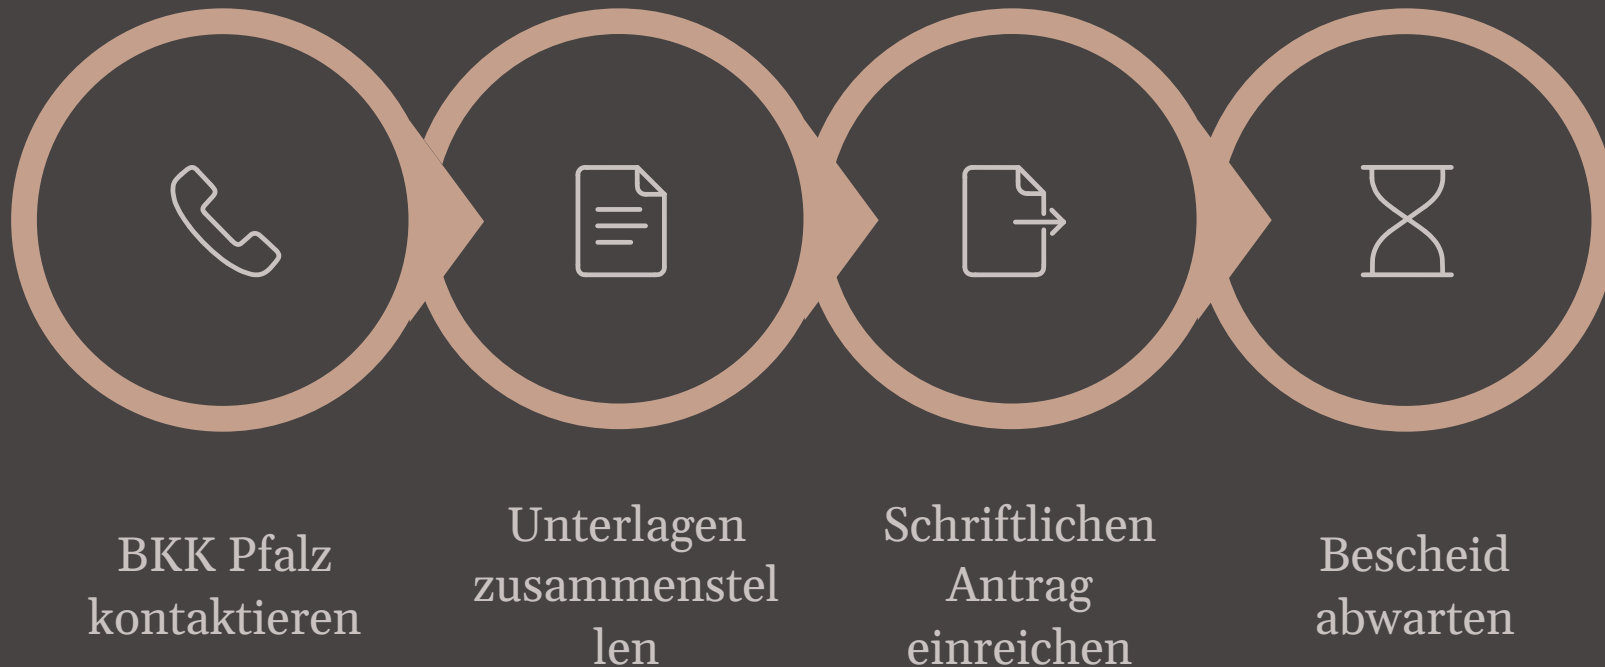 BKK Pfalz
kontaktieren
Unterlagen
zusammenstel
len
Schriftlichen
Antrag
einreichen
Bescheid
abwarten